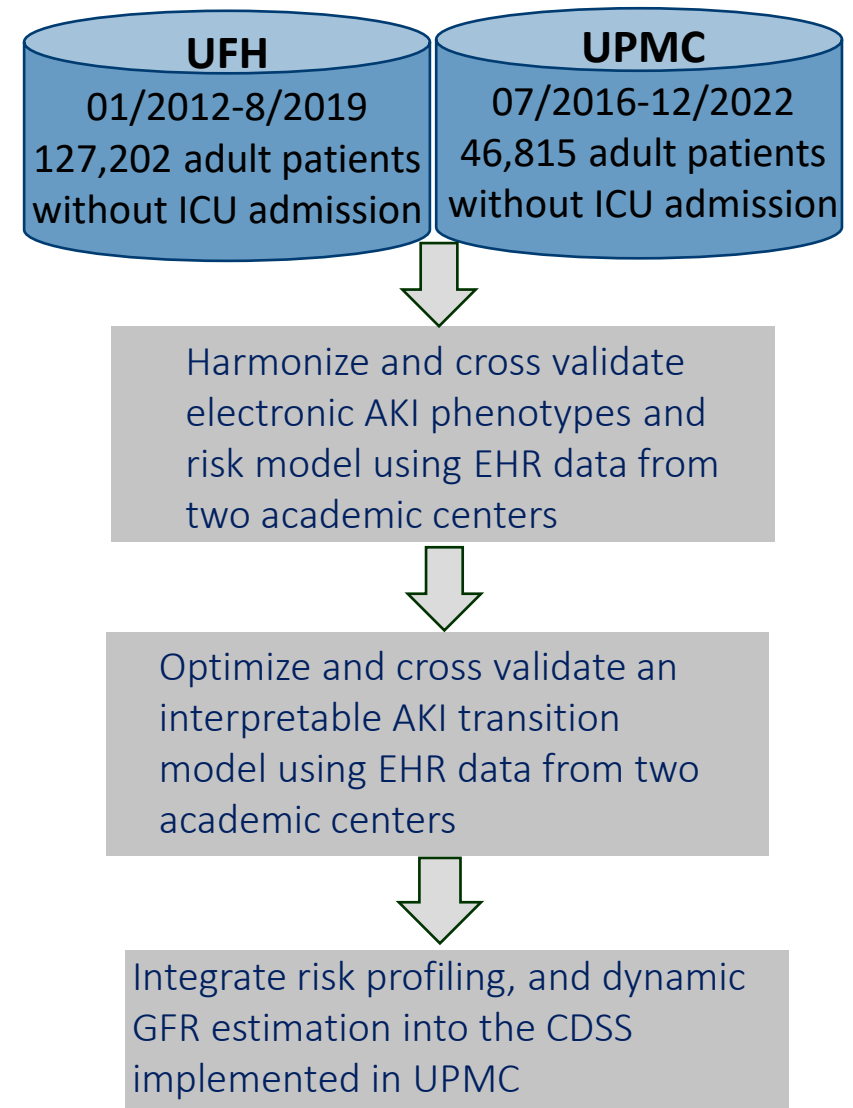 UFH
01/2012-8/2019
127,202 adult patients
without ICU admission
UPMC
07/2016-12/2022
46,815 adult patients
without ICU admission
Harmonize and cross validate
electronic AKI phenotypes and
risk model using EHR data from
two academic centers
Optimize and cross validate an
interpretable AKI transition
model using EHR data from two
academic centers
Integrate risk profiling, and dynamic
GFR estimation into the CDSS
implemented in UPMC